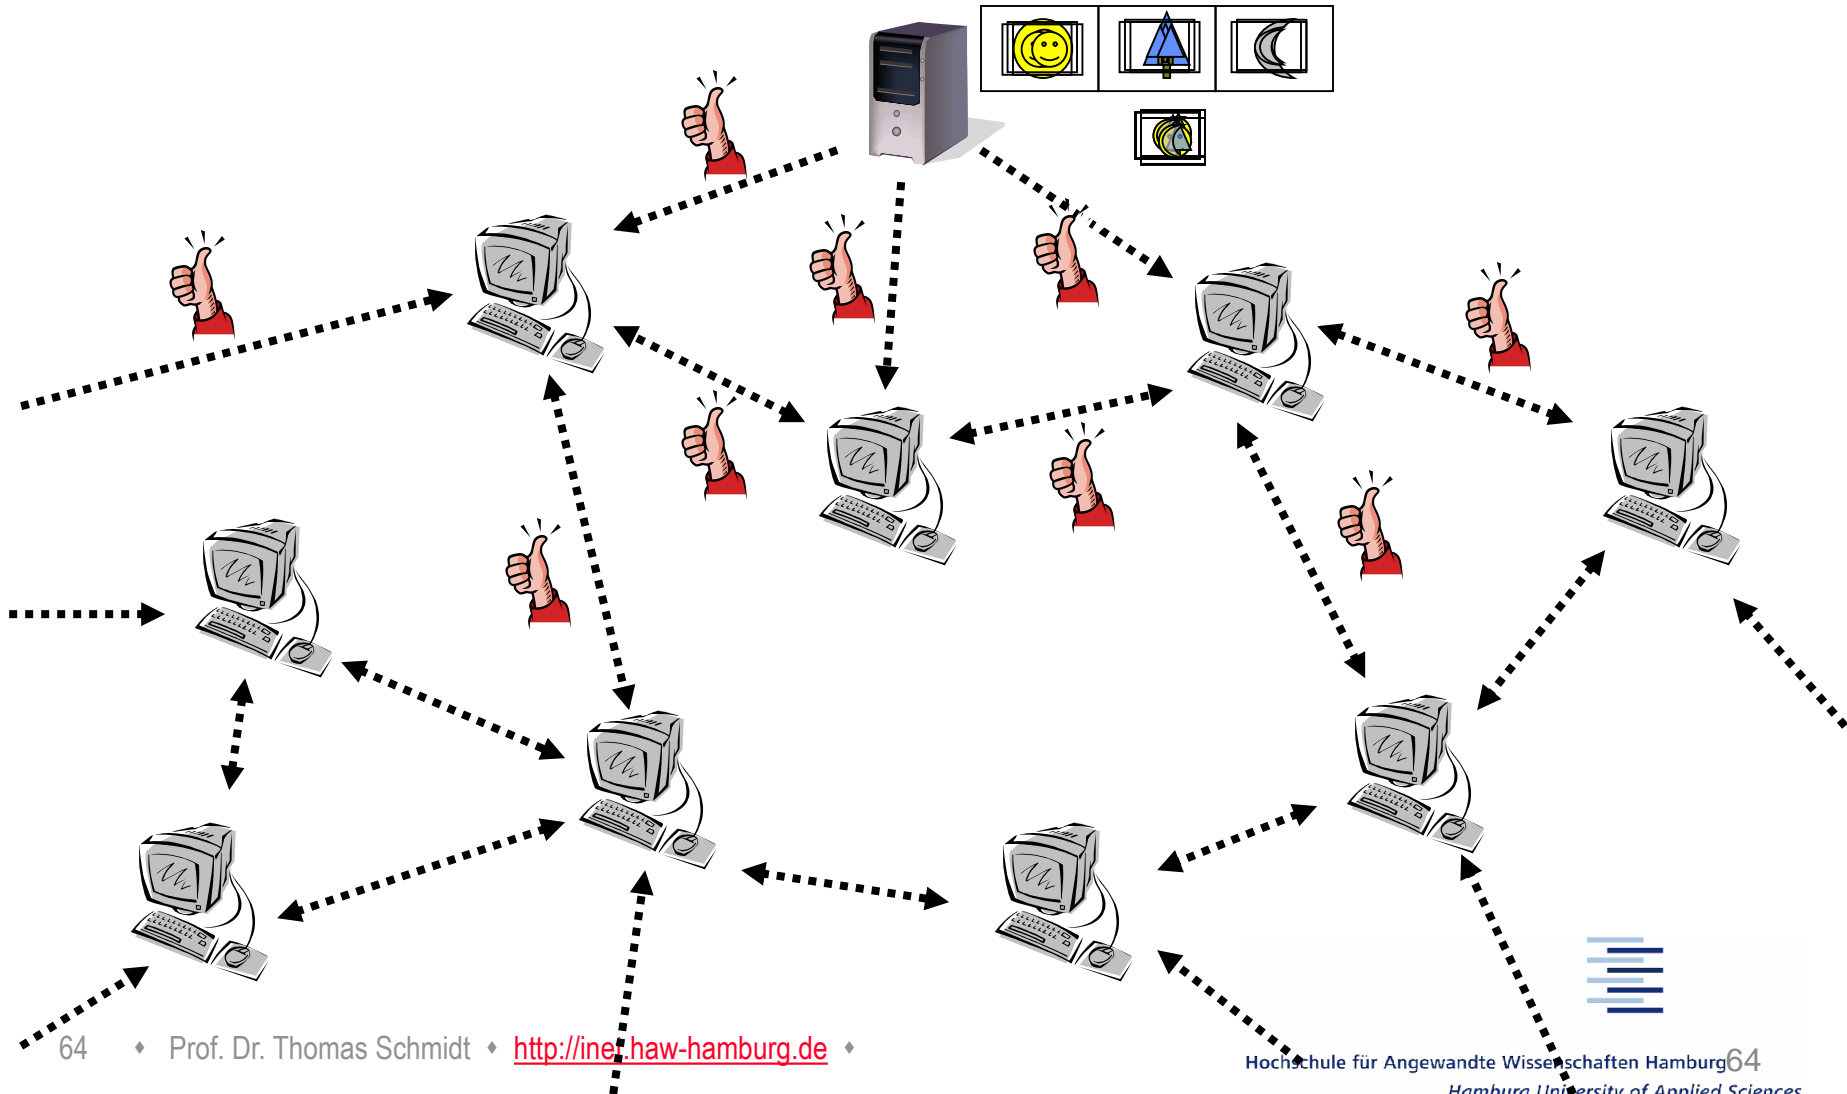 64 ♦ Prof. Dr. Thomas Schmidt ♦ http://inet.haw-hamburg.de ♦
Hochschule für Angewandte Wissenschaften Hamburg 64
Hamburg University of Applied Sciences